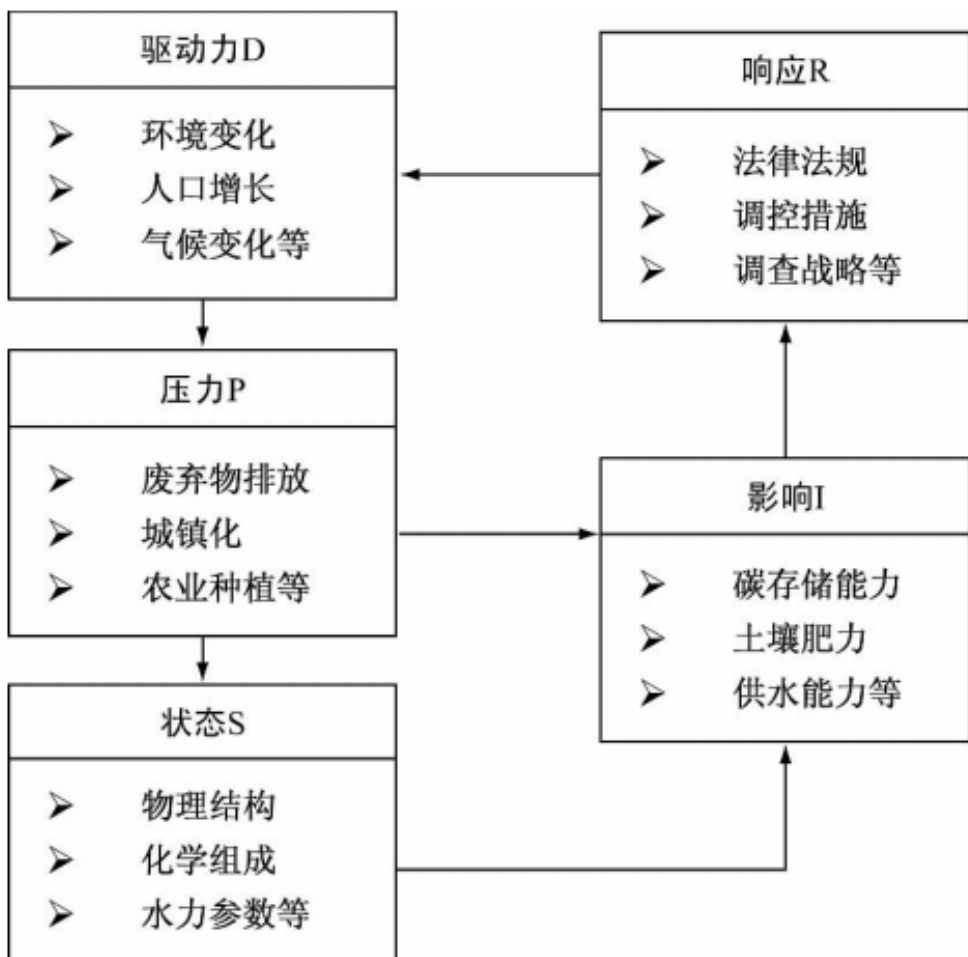 驱动力D
环境变化
人口增长
气候变化等
压力P
废弃物排放
城镇化
农业种植等
状态S
物理结构
化学组成
水力参数等
响应R
法律法规
调控措施
调查战略等
影响I
碳存储能力
土壤肥力
供水能力等